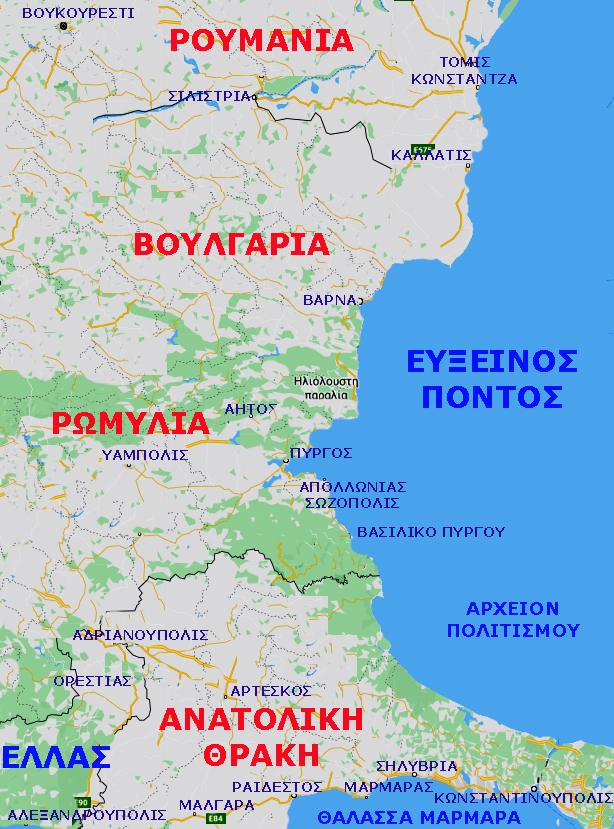 ΒΟΥΚΟΥΡΕΣΤΙ
ΡΟΥΜΑΝΙΑ
ΤΟΜΙΣ
ΚΩΝΣΤΑΝΤΖΑ
ΣΙΛΙΣΤΡΙΑ
E675
ΚΑΛΛΑΤΙΣ
ΒΟΥΛΓΑΡΙΑ
ΒΑΡΝΑ
ΕΥΞΕΙΝΟΣ
ΠΟΝΤΟΣ
Ηλιόλουστη
παραλία
ΑΗΤΟΣ
ΡΩΜΥΛΙΑ
ΥΑΜΠΟΛΙΣ
ΠΥΡΓΟΣ
ΑΠΟΛΛΩΝΙΑΣ
ΣΩΖΟΠΟΛΙΣ
ΒΑΣΙΛΙΚΟ ΠΥΡΓΟΥ
ΑΡΧΕΙΟΝ
ΠΟΛΙΤΙΣΜΟΥ
ΑΔΡΙΑΝΟΥΠΟΛΙΣ
ΟΡΕΣΤΙΑΣ
ΑΡΤΕΣΚΟΣ
ΑΝΑΤΟΛΙΚΗ
ΘΡΑΚΗ
ΕΛΛΑΣ
ΣΗΛΥΒΡΙΑ
ΡΑΙΔΕΣΤΟΣ
ΜΑΡΜΑΡΑΣ
ΚΩΝΣΤΑΝΤΙΝΟΥΠΟΛΙΣ
90
ΜΑΛΓΑΡΑ
ΑΛΕΞΑΝΔΡΟΥΠΟΛΙΣ
E84
ΘΑΛΑΣΣΑ ΜΑΡΜΑΡΑ